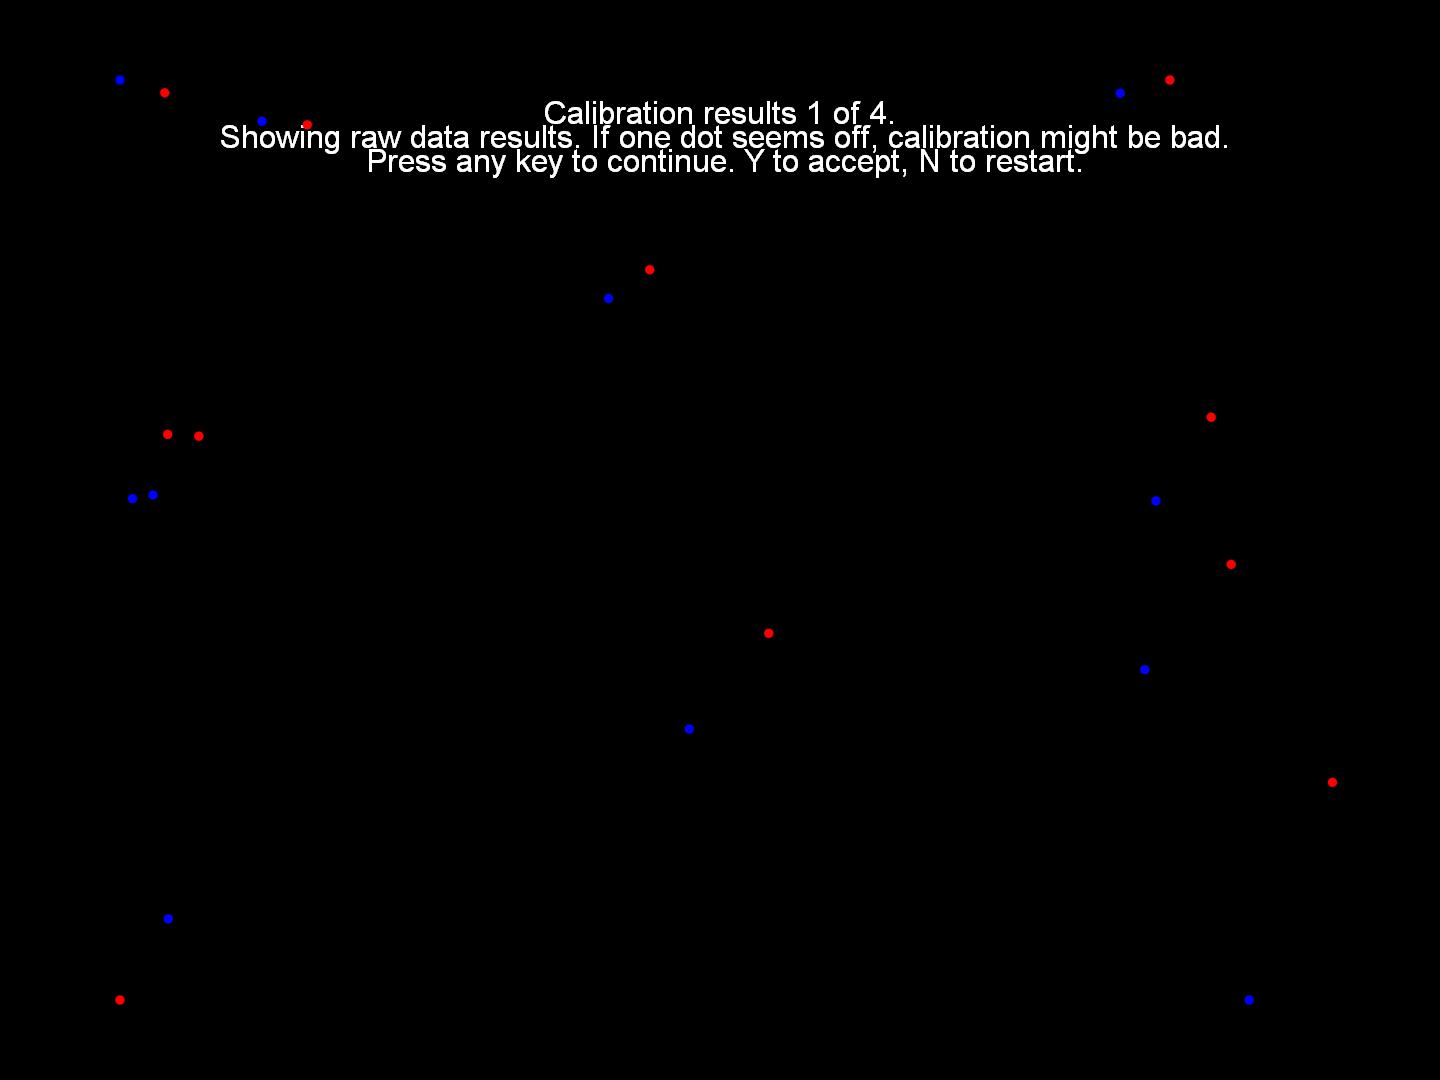 Calibration results 1 of 4.
Showing raw data results. If one dot seems off, calibration might be bad.
Press any key to continue. Y to accept, N to restart.